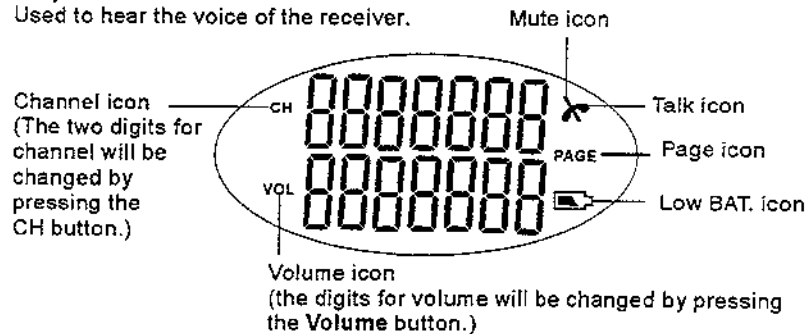 Used to hear the voice of the receiver.
Mute icon
Channel icon
(The two digits for
channel will be
changed by
pressing the
CH button.)
CH
8888888
Talk icon
PAGE
Page icon
VOL
8888888
Low BAT. icon
Volume icon
(the digits for volume will be changed by pressing
the Volume button.)